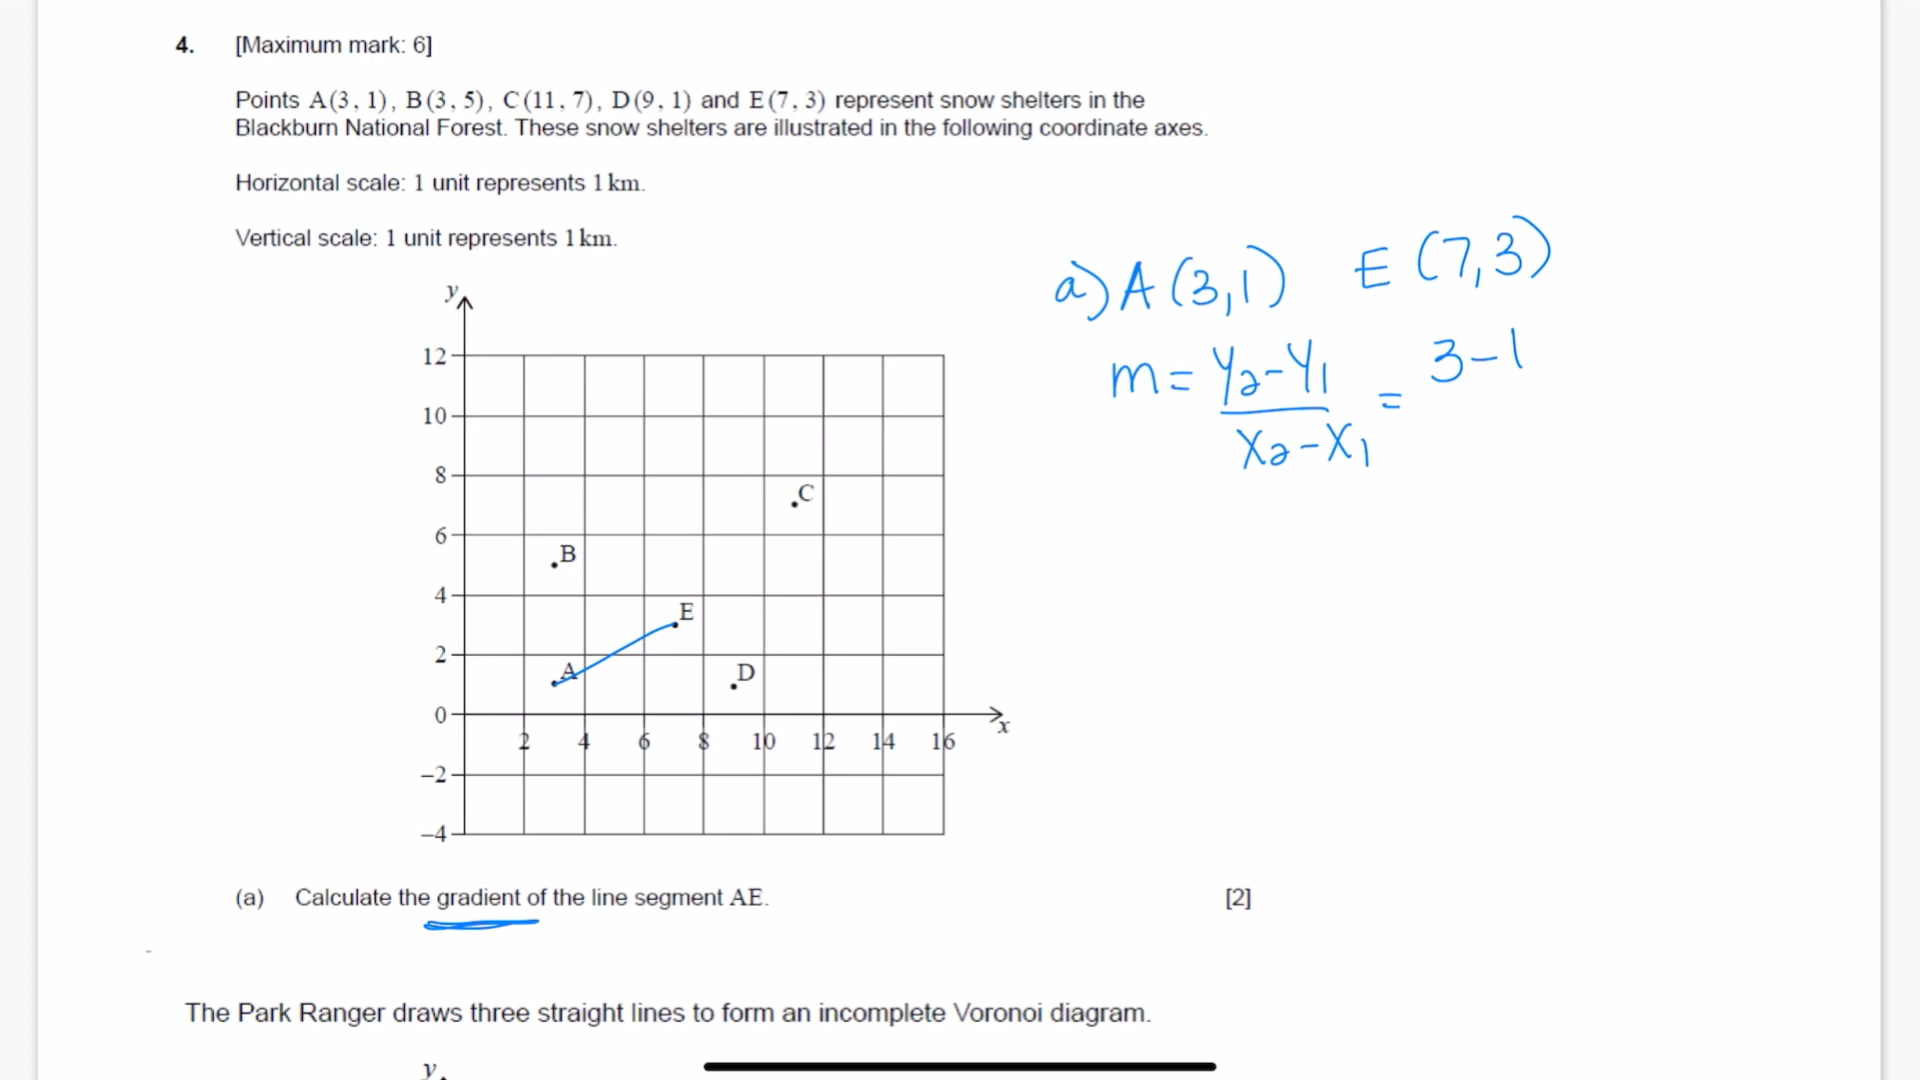 4. [Maximum mark: 6]
Points A(3, 1), B(3, 5), C(11, 7), D(9, 1) and E(7, 3) represent snow shelters in the
Blackburn National Forest. These snow shelters are illustrated in the following coordinate axes.
Horizontal scale: 1 unit represents 1 km.
Vertical scale: 1 unit represents 1 km.
a) A (3,1) E (7,3)
m = y2-y1 = 3-1
x2-x1
y
12
10
8
C
6
B
4
E
2
A
D
0
x
2 4 6 8 10 12 14 16
−2
−4
(a) Calculate the gradient of the line segment AE. [2]
The Park Ranger draws three straight lines to form an incomplete Voronoi diagram.
y